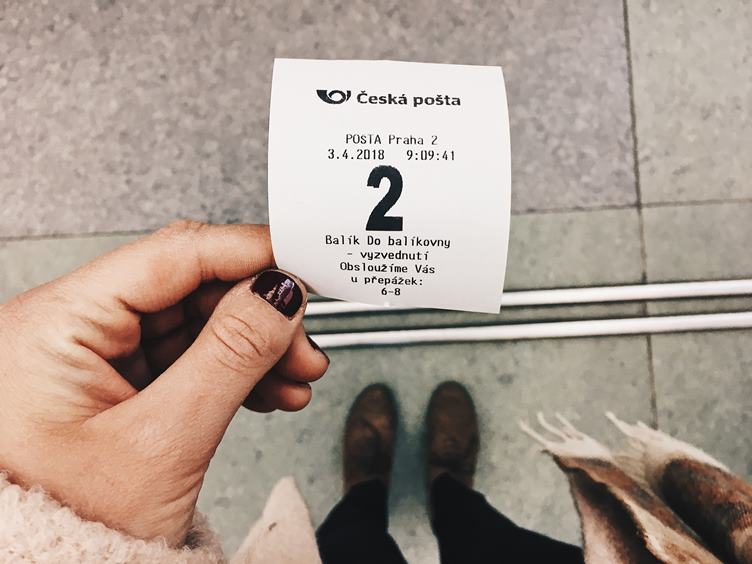 Česká pošta
POSTA Praha 2
3.4.2018 9:09:41
2
Balík Do balíkovny
- vyzvednutí
Obsloužíme Vás
u přepážek:
6-8